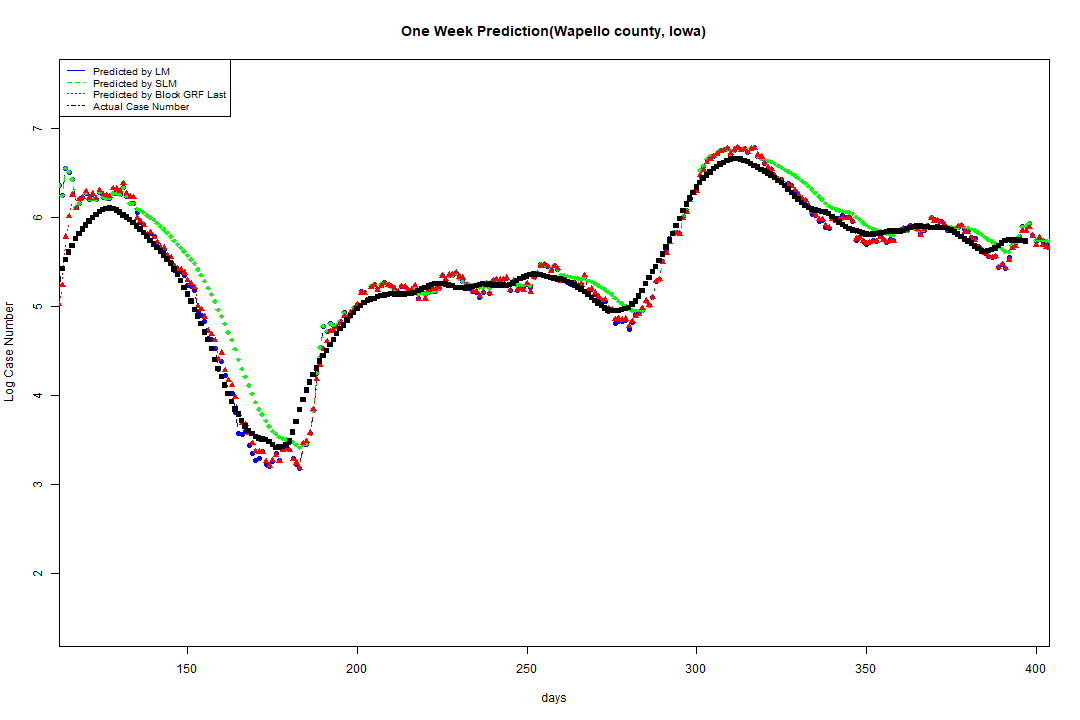 One Week Prediction(Wapello county, Iowa)
Predicted by LM
Predicted by SLM
Predicted by Block GRF Last
Actual Case Number
Log Case Number
7
6
5
4
3
2
150 200 250 300 350 400
days